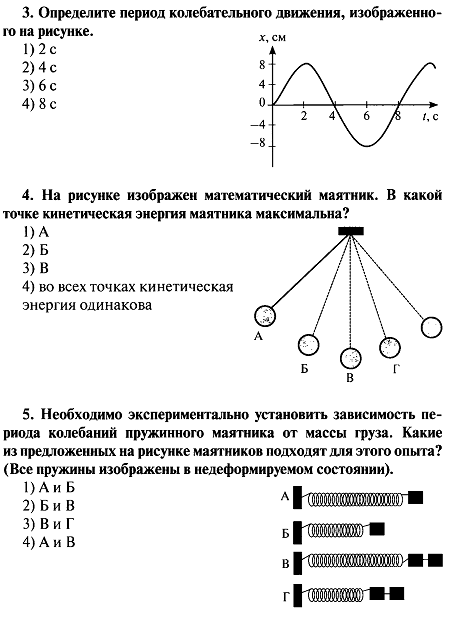 3. Определите период колебательного движения, изображенно-
го на рисунке.
1) 2 с
2) 4 с
3) 6 с
4) 8 с
x, см
8
4
0
−4
−8
2
4
6
8
t, с
4. На рисунке изображен математический маятник. В какой
точке кинетическая энергия маятника максимальна?
1) А
2) Б
3) В
4) во всех точках кинетическая
энергия одинакова
А
Б
В
Г
5. Необходимо экспериментально установить зависимость пе-
риода колебаний пружинного маятника от массы груза. Какие
из предложенных на рисунке маятников подходят для этого опыта?
(Все пружины изображены в недеформируемом состоянии).
1) А и Б
2) Б и В
3) В и Г
4) А и В
А
Б
В
Г